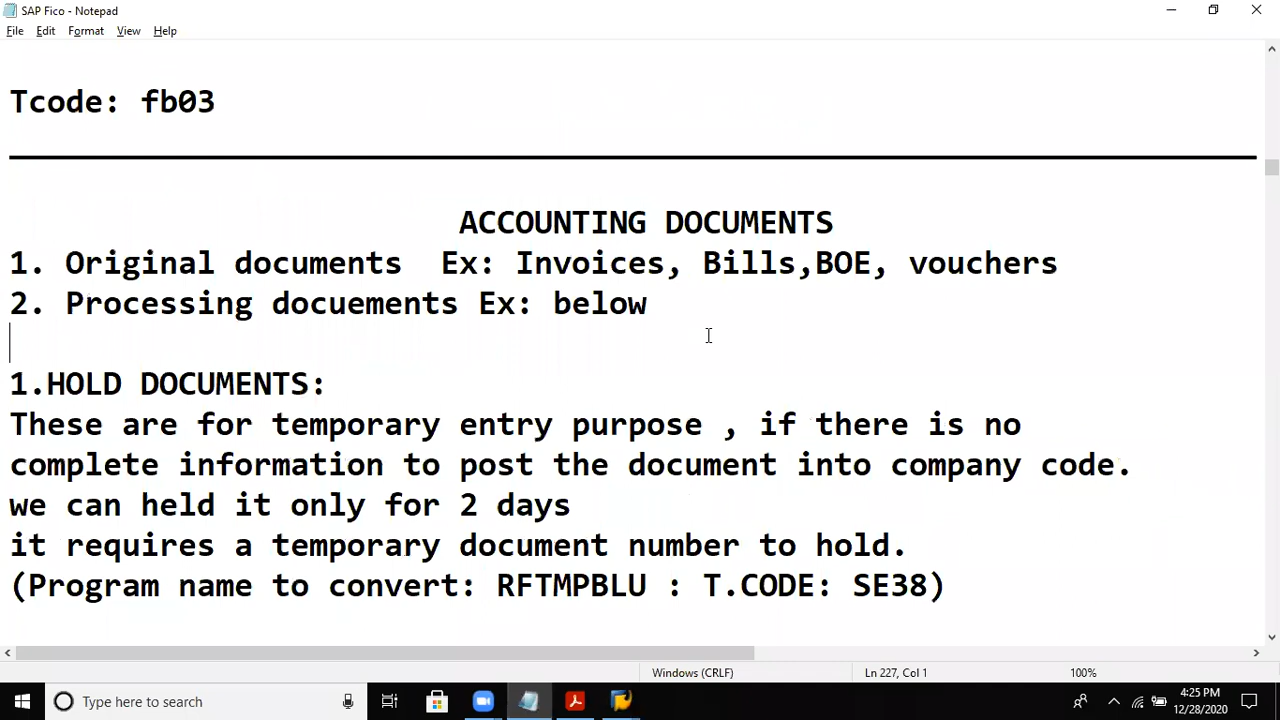 SAP Fico - Notepad
File Edit Format View Help
Tcode: fb03
ACCOUNTING DOCUMENTS
1. Original documents Ex: Invoices, Bills,BOE, vouchers
2. Processing docuements Ex: below
1.HOLD DOCUMENTS:
These are for temporary entry purpose , if there is no
complete information to post the document into company code.
we can held it only for 2 days
it requires a temporary document number to hold.
(Program name to convert: RFTMPBLU : T.CODE: SE38)
Windows (CRLF) Ln 227, Col 1 100%
Type here to search
4:25 PM
12/28/2020